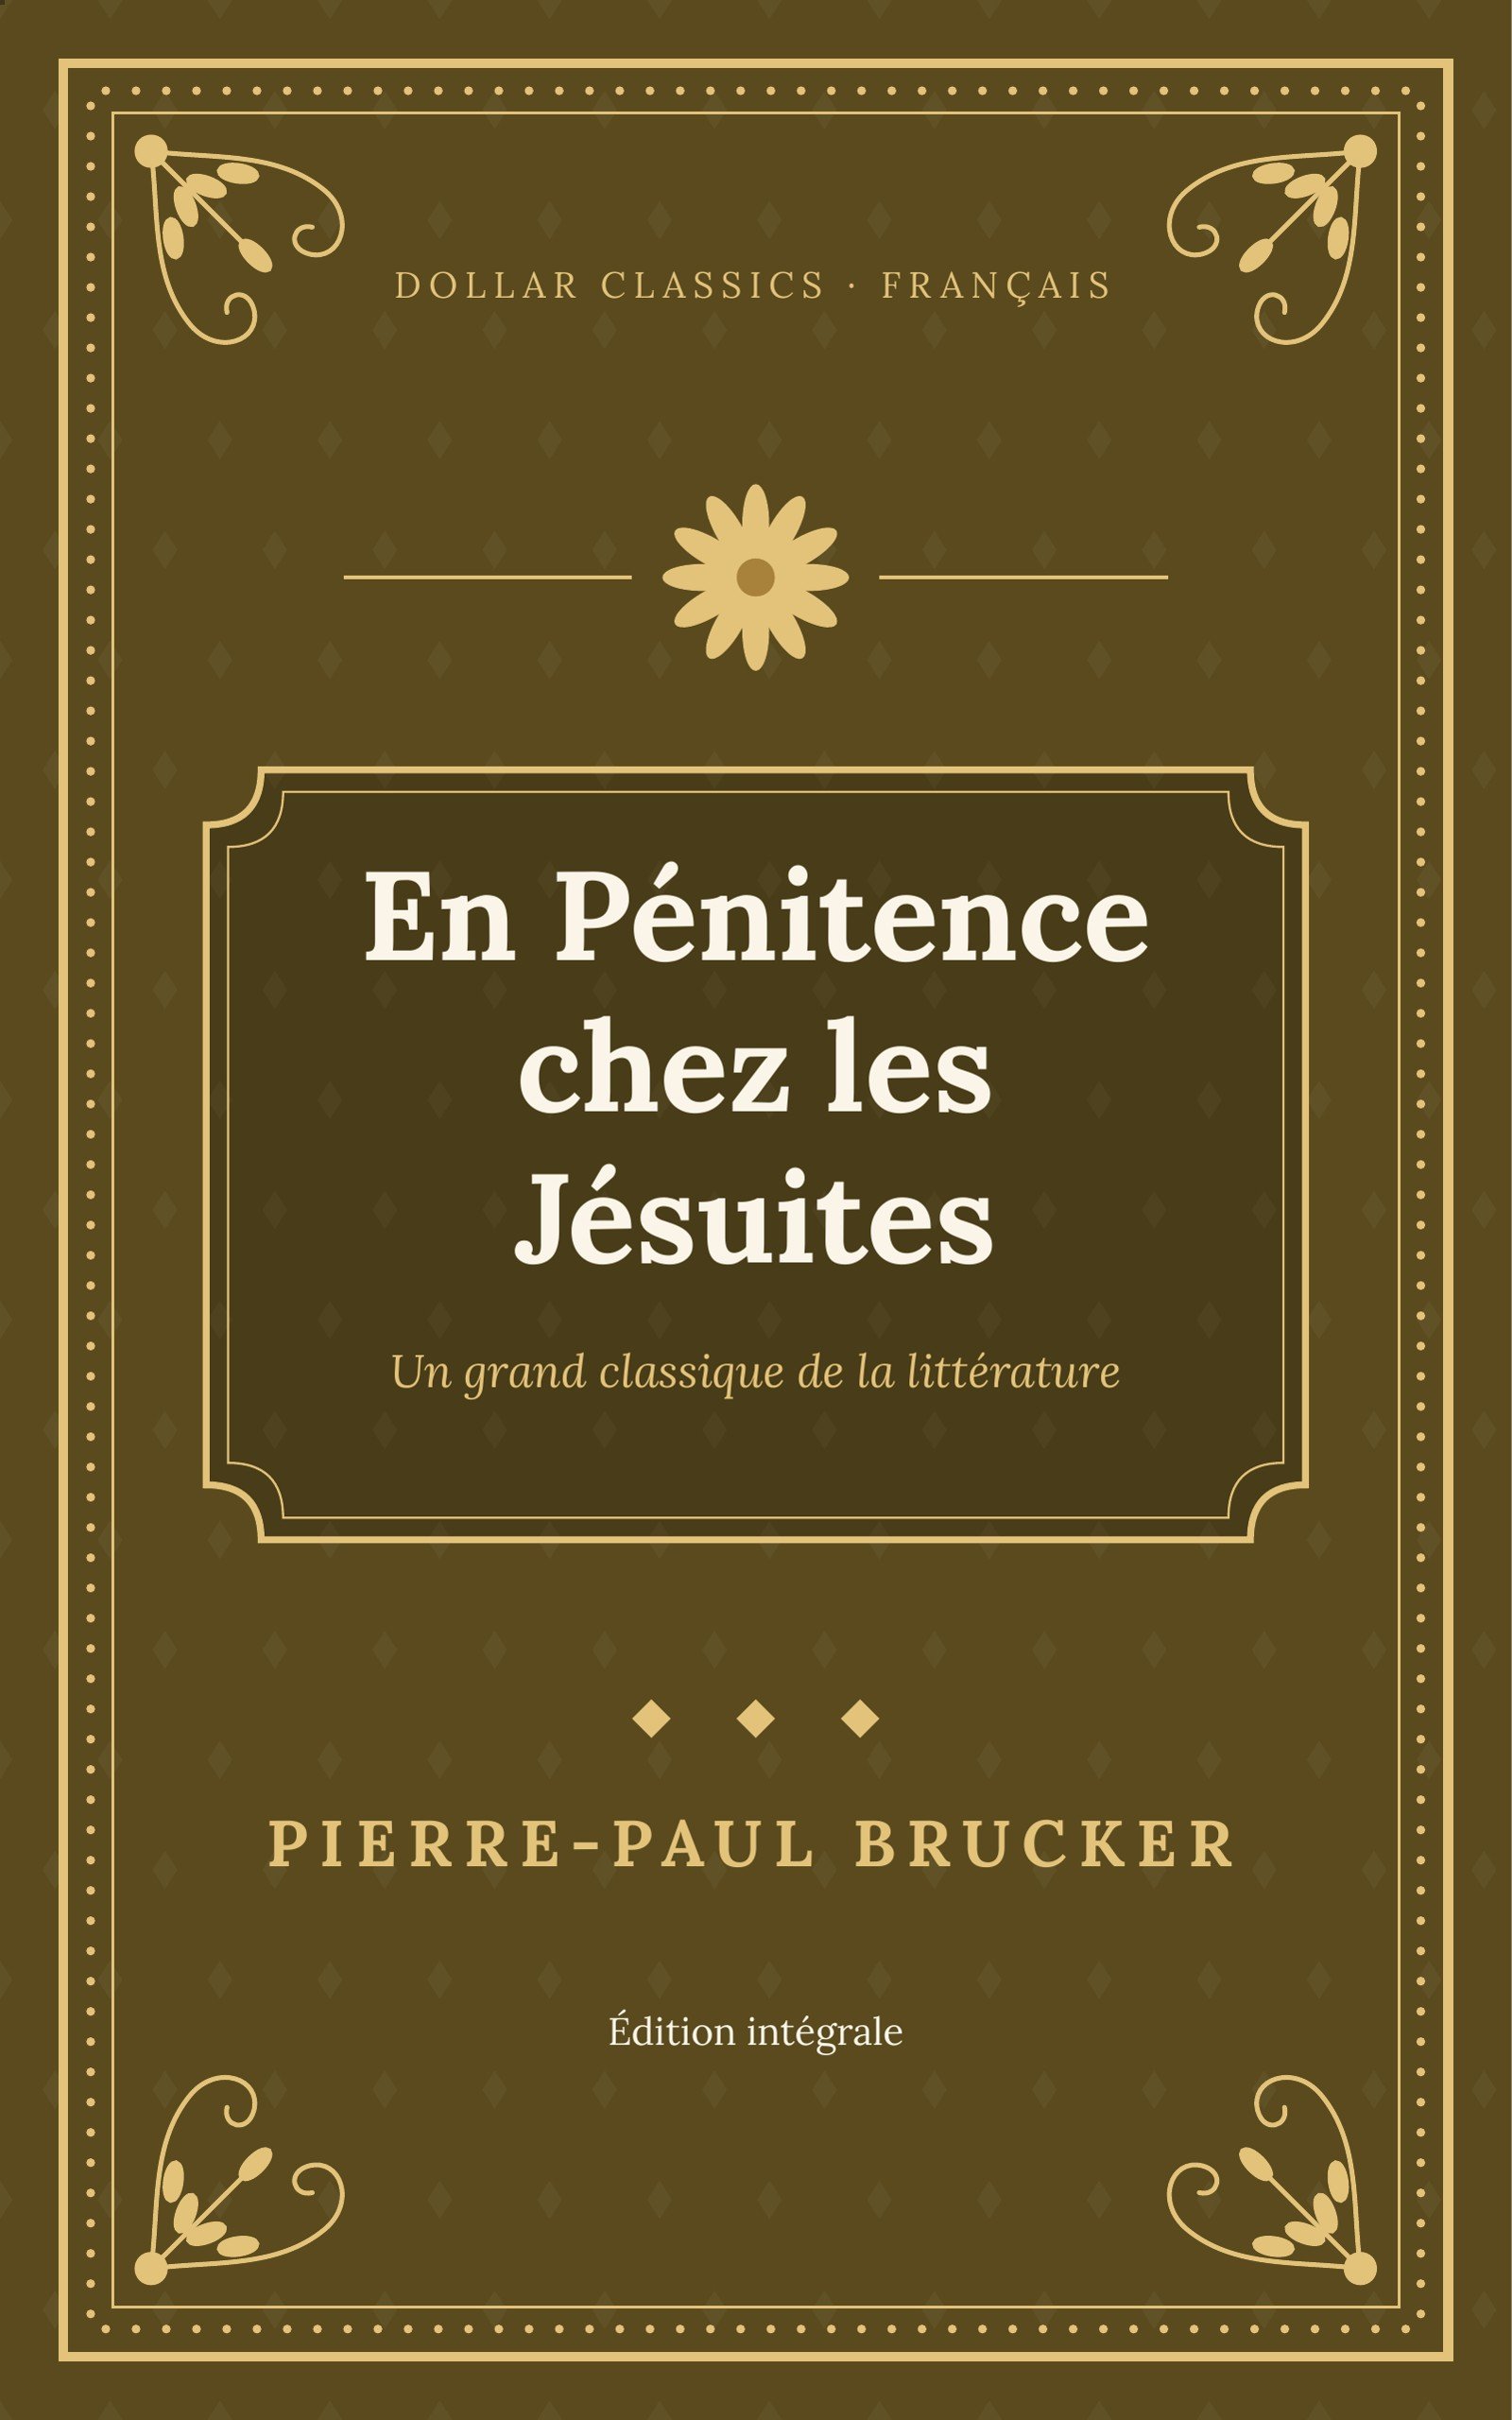 DOLLAR CLASSICS · FRANÇAIS
En Pénitence
chez les
Jésuites
Un grand classique de la littérature
PIERRE-PAUL BRUCKER
Édition intégrale